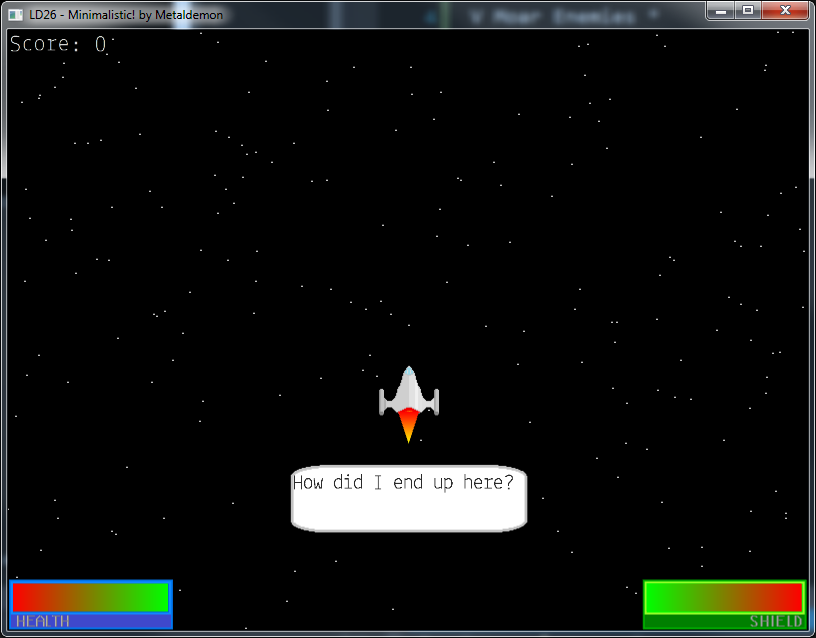 LD26 - Minimalistic! by Metaldemon
V Moar Enemies *
Score: 0
How did I end up here?
HEALTH
SHIELD